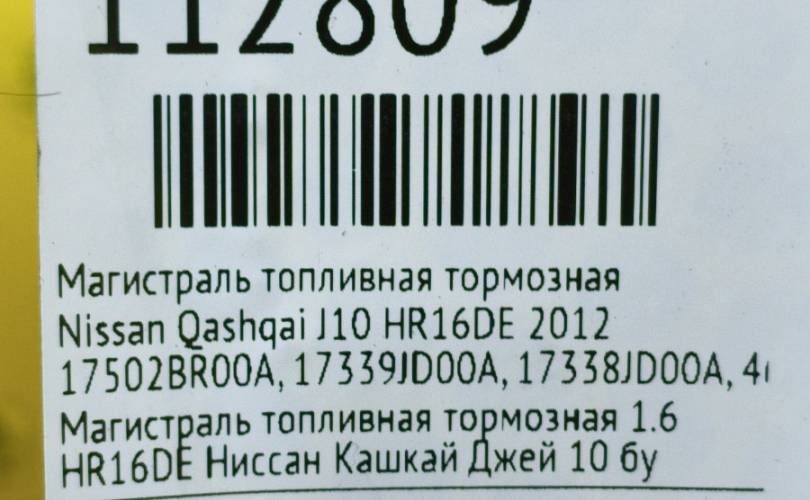 112809
Магистраль топливная тормозная
Nissan Qashqai J10 HR16DE 2012
17502BR00A, 17339JD00A, 17338JD00A,
Магистраль топливная тормозная 1.6
HR16DE Ниссан Кашкай Джей 10 бу